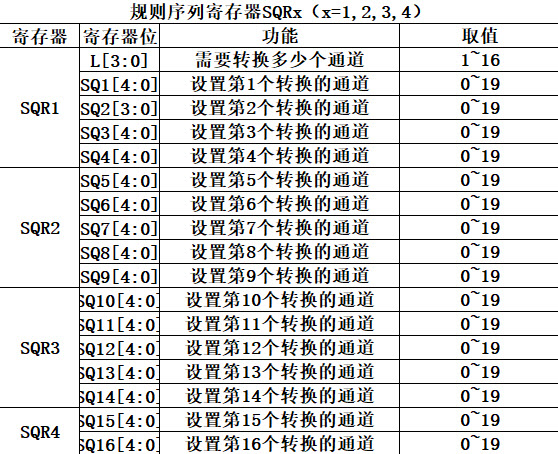 规则序列寄存器SQRx（x=1,2,3,4）
寄存器 寄存器位 功能 取值
SQR1 L[3:0] 需要转换多少个通道 1~16
SQ1[4:0] 设置第1个转换的通道 0~19
SQ2[3:0] 设置第2个转换的通道 0~19
SQ3[4:0] 设置第3个转换的通道 0~19
SQ4[4:0] 设置第4个转换的通道 0~19
SQR2 SQ5[4:0] 设置第5个转换的通道 0~19
SQ6[4:0] 设置第6个转换的通道 0~19
SQ7[4:0] 设置第7个转换的通道 0~19
SQ8[4:0] 设置第8个转换的通道 0~19
SQ9[4:0] 设置第9个转换的通道 0~19
SQR3 SQ10[4:0] 设置第10个转换的通道 0~19
SQ11[4:0] 设置第11个转换的通道 0~19
SQ12[4:0] 设置第12个转换的通道 0~19
SQ13[4:0] 设置第13个转换的通道 0~19
SQ14[4:0] 设置第14个转换的通道 0~19
SQR4 SQ15[4:0] 设置第15个转换的通道 0~19
SQ16[4:0] 设置第16个转换的通道 0~19